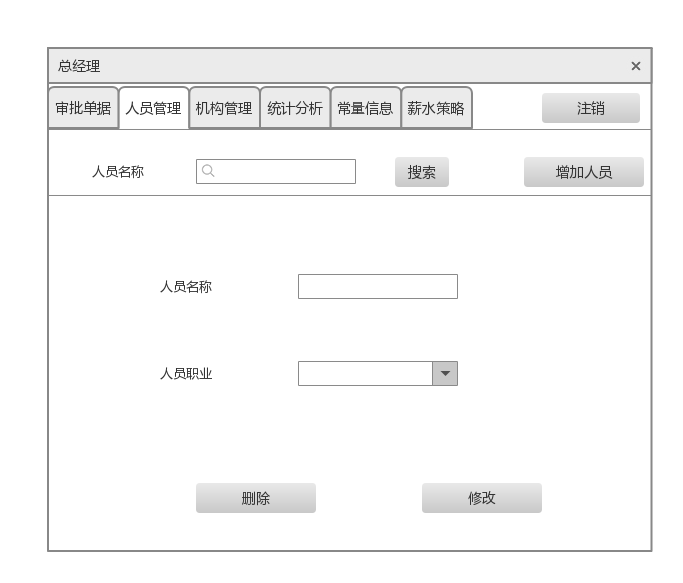 总经理
审批单据 人员管理 机构管理 统计分析 常量信息 薪水策略 注销
人员名称 搜索 增加人员
人员名称
人员职业
删除 修改